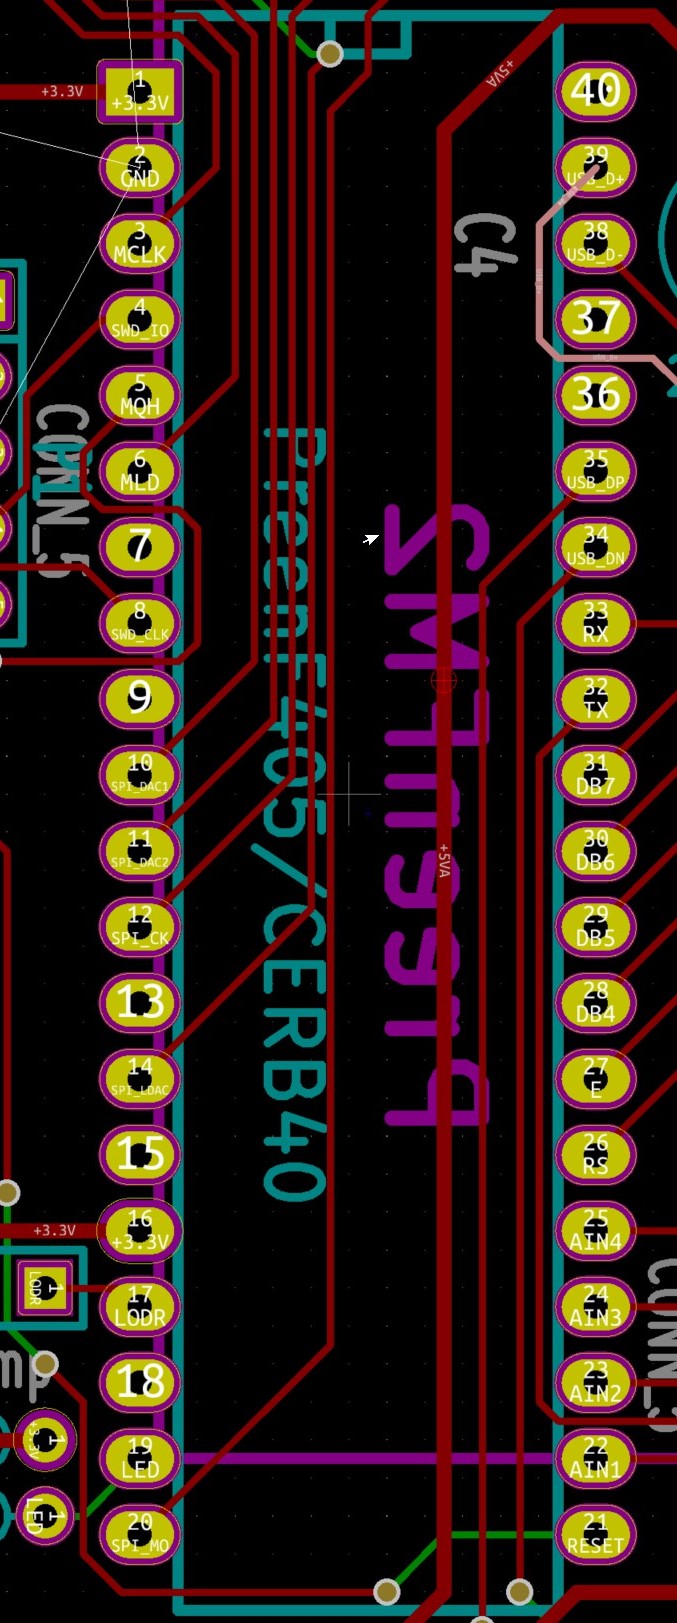 +5VA
+3.3V
1
+3.3V
40
2
GND
39
USB_D+
3
MCLK
38
USB_D-
C4
4
SWD_IO
37
5
MQH
36
6
MLD
35
USB_DP
CONN_5
7
34
USB_DN
8
SWD_CLK
33
RX
9
32
TX
10
SPI_DAC1
31
DB7
11
SPI_DAC2
30
DB6
+5VA
12
SPI_CK
29
DB5
13
28
DB4
14
SPI_LDAC
27
E
15
26
RS
16
+3.3V
+3.3V
25
AIN4
LODR
1
17
LODR
24
AIN3
CONN_3
18
23
AIN2
+3.3V
1
19
LED
22
AIN1
LED
1
20
SPI_MO
21
RESET
F405/CERB40